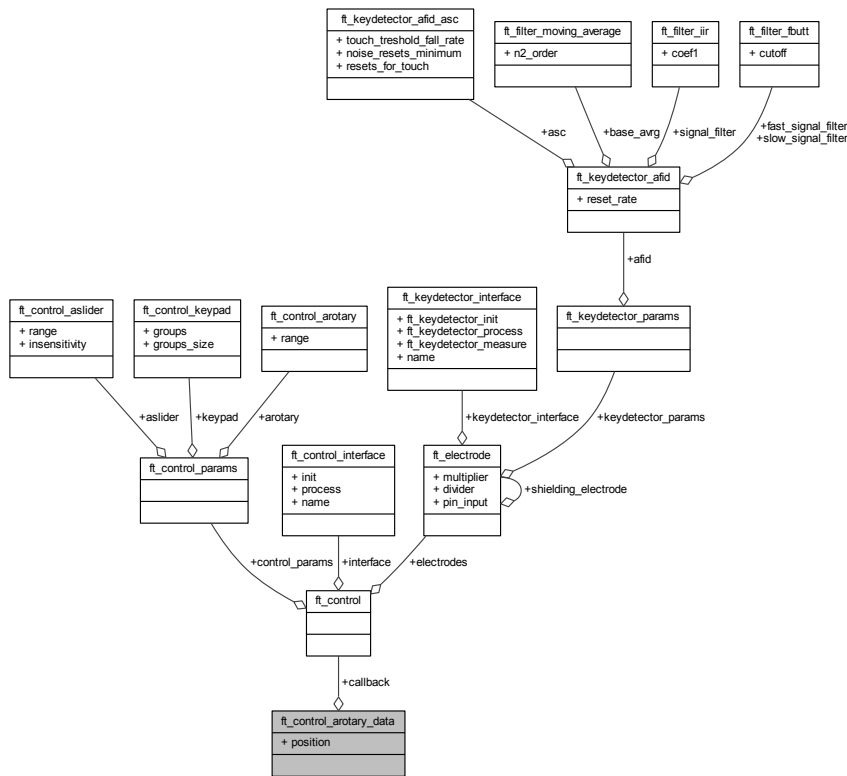 ft_keydetector_afid_asc
+ touch_treshold_fall_rate
+ noise_resets_minimum
+ resets_for_touch
ft_filter_moving_average
+ n2_order
ft_filter_iir
+ coef1
ft_filter_fbutt
+ cutoff
+asc
+base_avrg
+signal_filter
+fast_signal_filter
+slow_signal_filter
ft_keydetector_afid
+ reset_rate
+afid
ft_control_aslider
+ range
+ insensitivity
ft_control_keypad
+ groups
+ groups_size
ft_control_arotary
+ range
ft_keydetector_interface
+ ft_keydetector_init
+ ft_keydetector_process
+ ft_keydetector_measure
+ name
ft_keydetector_params
+aslider
+keypad
+arotary
+keydetector_interface
+keydetector_params
ft_control_params
ft_control_interface
+ init
+ process
+ name
ft_electrode
+ multiplier
+ divider
+ pin_input
+shielding_electrode
+control_params
+interface
+electrodes
ft_control
+callback
ft_control_arotary_data
+ position